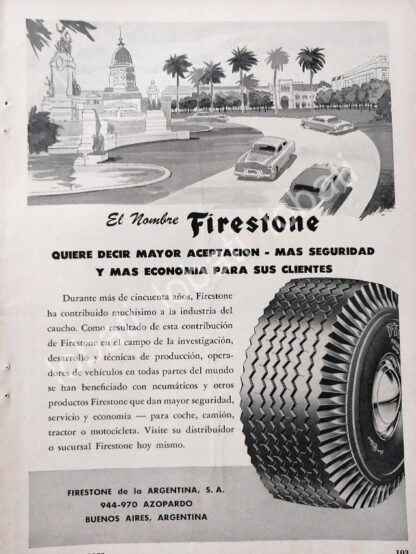 El Nombre Firestone
QUIERE DECIR MAYOR ACEPTACION - MAS SEGURIDAD
Y MAS ECONOMIA PARA SUS CLIENTES
Durante más de cincuenta años, Firestone
ha contribuido muchísimo a la industria del
caucho. Como resultado de esta contribución
de Firestone en el campo de la investigación,
desarrollo y técnicas de producción, opera-
dores de vehículos en todas partes del mundo
se han beneficiado con neumáticos y otros
productos Firestone que dan mayor seguridad,
servicio y economía — para coche, camión,
tractor o motocicleta. Visite su distribuidor
o sucursal Firestone hoy mismo.
FIRESTONE de la ARGENTINA, S. A.
944-970 AZOPARDO
BUENOS AIRES, ARGENTINA
103